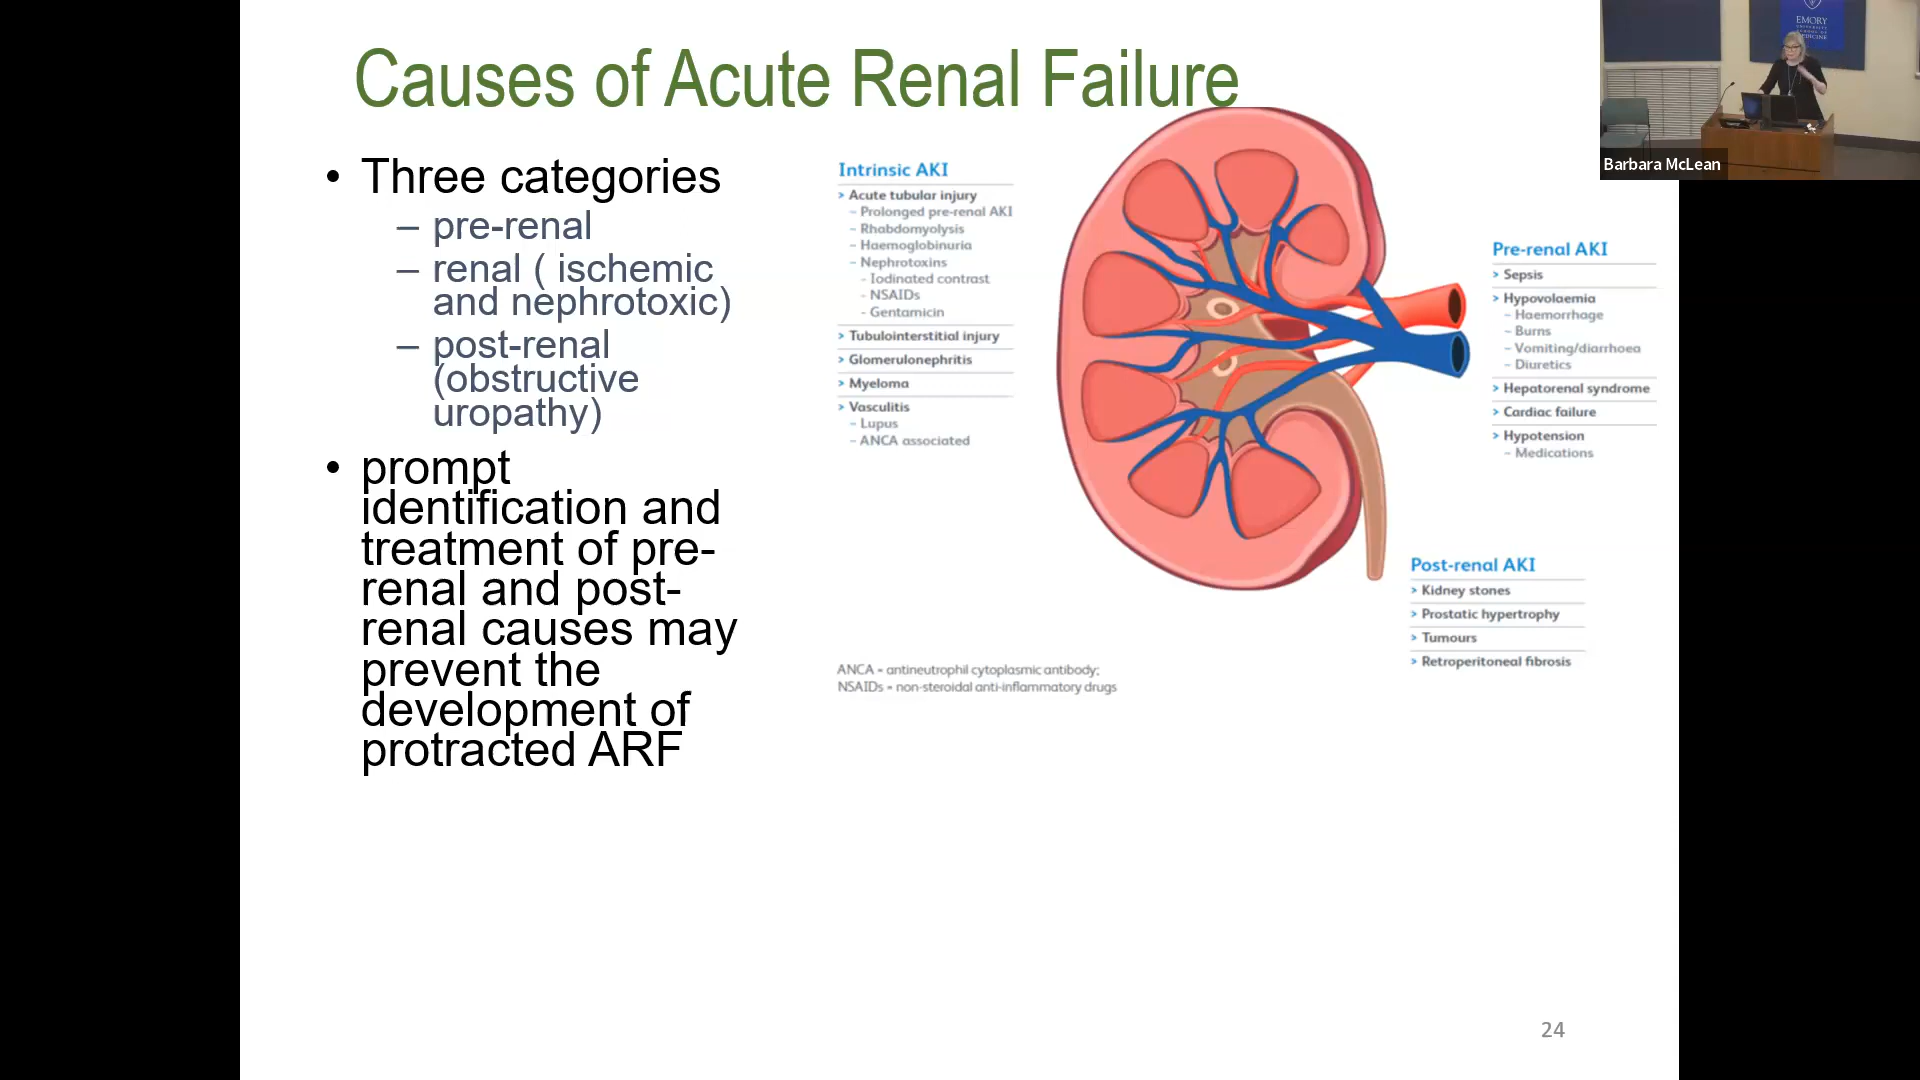 Causes of Acute Renal Failure
• Three categories
– pre-renal
– renal ( ischemic
and nephrotoxic)
– post-renal
(obstructive
uropathy)
• prompt
identification and
treatment of pre-
renal and post-
renal causes may
prevent the
development of
protracted ARF
Intrinsic AKI
> Acute tubular injury
– Prolonged pre-renal AKI
– Rhabdomyolysis
– Haemoglobinuria
– Nephrotoxins
- Iodinated contrast
- NSAIDs
- Gentamicin
> Tubulointerstitial injury
> Glomerulonephritis
> Myeloma
> Vasculitis
– Lupus
– ANCA associated
ANCA = antineutrophil cytoplasmic antibody;
NSAIDs = non-steroidal anti-inflammatory drugs
Pre-renal AKI
> Sepsis
> Hypovolaemia
– Haemorrhage
– Burns
– Vomiting/diarrhoea
– Diuretics
> Hepatorenal syndrome
> Cardiac failure
> Hypotension
– Medications
Post-renal AKI
> Kidney stones
> Prostatic hypertrophy
> Tumours
> Retroperitoneal fibrosis
24
EMORY
Barbara McLean